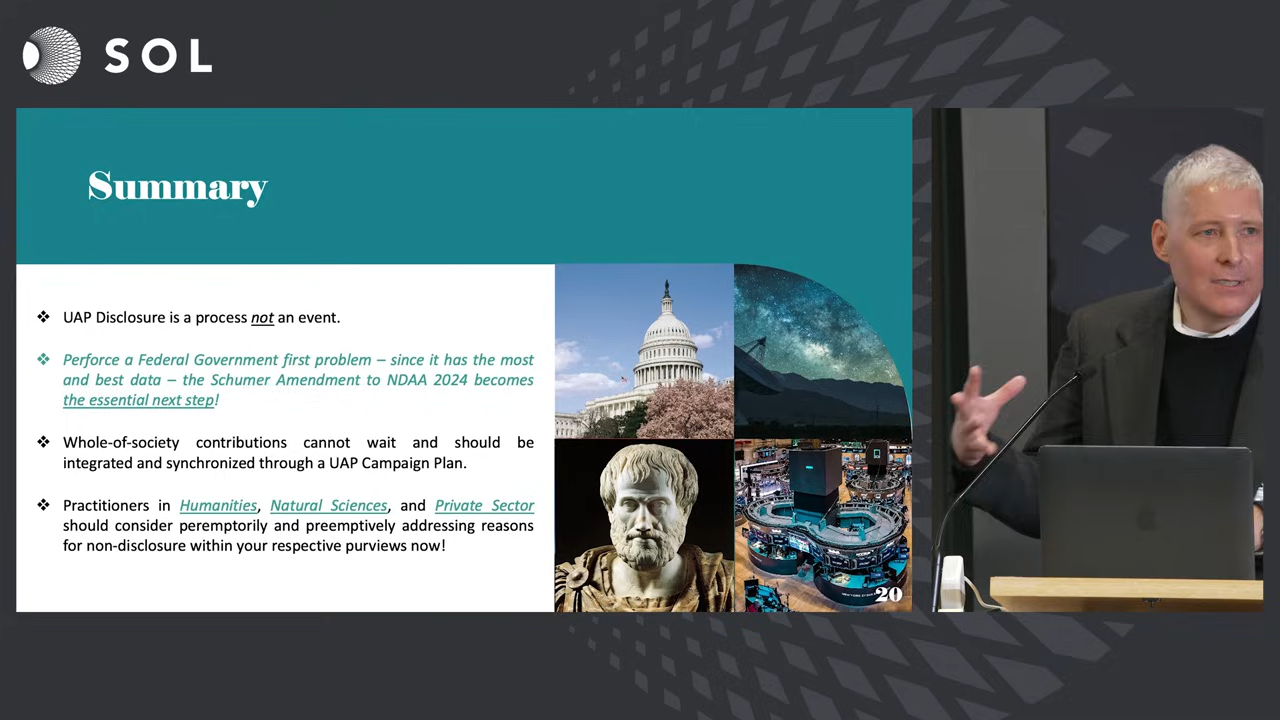 SOL
Summary
❖ UAP Disclosure is a process not an event.
❖ Perforce a Federal Government first problem – since it has the most
and best data – the Schumer Amendment to NDAA 2024 becomes
the essential next step!
❖ Whole-of-society contributions cannot wait and should be
integrated and synchronized through a UAP Campaign Plan.
❖ Practitioners in Humanities, Natural Sciences, and Private Sector
should consider peremptorily and preemptively addressing reasons
for non-disclosure within your respective purviews now!
20